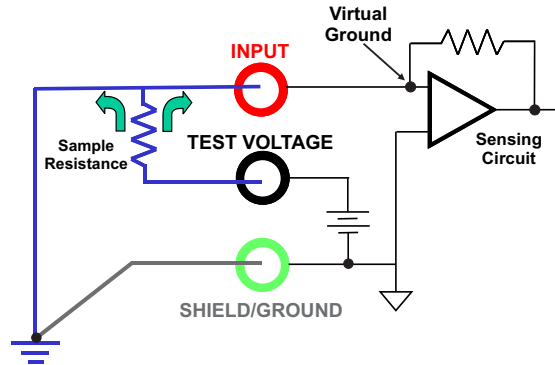 Virtual
Ground
INPUT
Sample
Resistance
TEST VOLTAGE
Sensing
Circuit
SHIELD/GROUND